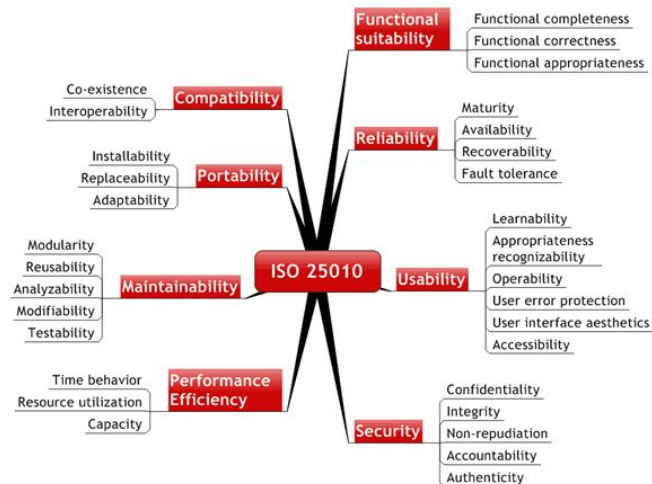 Functional
suitability
Functional completeness
Functional correctness
Functional appropriateness
Co-existence
Interoperability
Compatibility
Reliability
Maturity
Availability
Recoverability
Fault tolerance
Installability
Replaceability
Adaptability
Portability
ISO 25010
Usability
Learnability
Appropriateness
recognizability
Operability
User error protection
User interface aesthetics
Accessibility
Modularity
Reusability
Analyzability
Modifiability
Testability
Maintainability
Time behavior
Resource utilization
Capacity
Performance
Efficiency
Security
Confidentiality
Integrity
Non-repudiation
Accountability
Authenticity